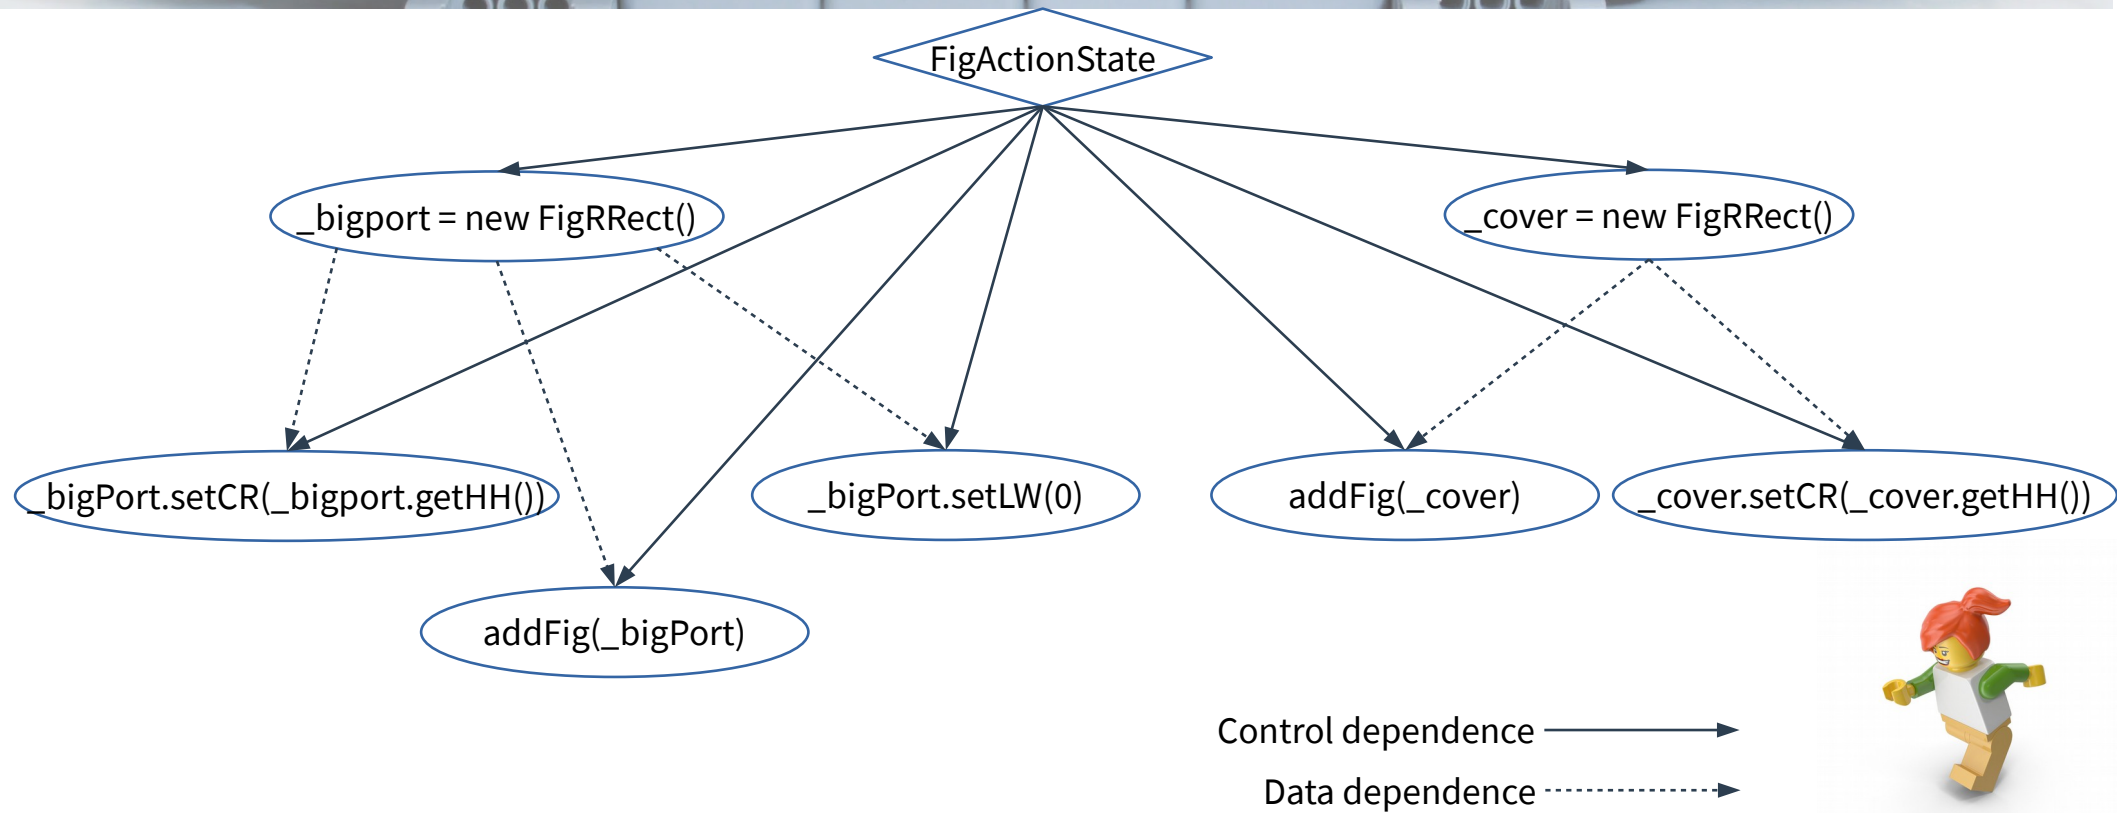 FigActionState
_bigport = new FigRRect()
_cover = new FigRRect()
_bigPort.setCR(_bigport.getHH())
_bigPort.setLW(0)
addFig(_cover)
_cover.setCR(_cover.getHH())
addFig(_bigPort)
Control dependence
Data dependence